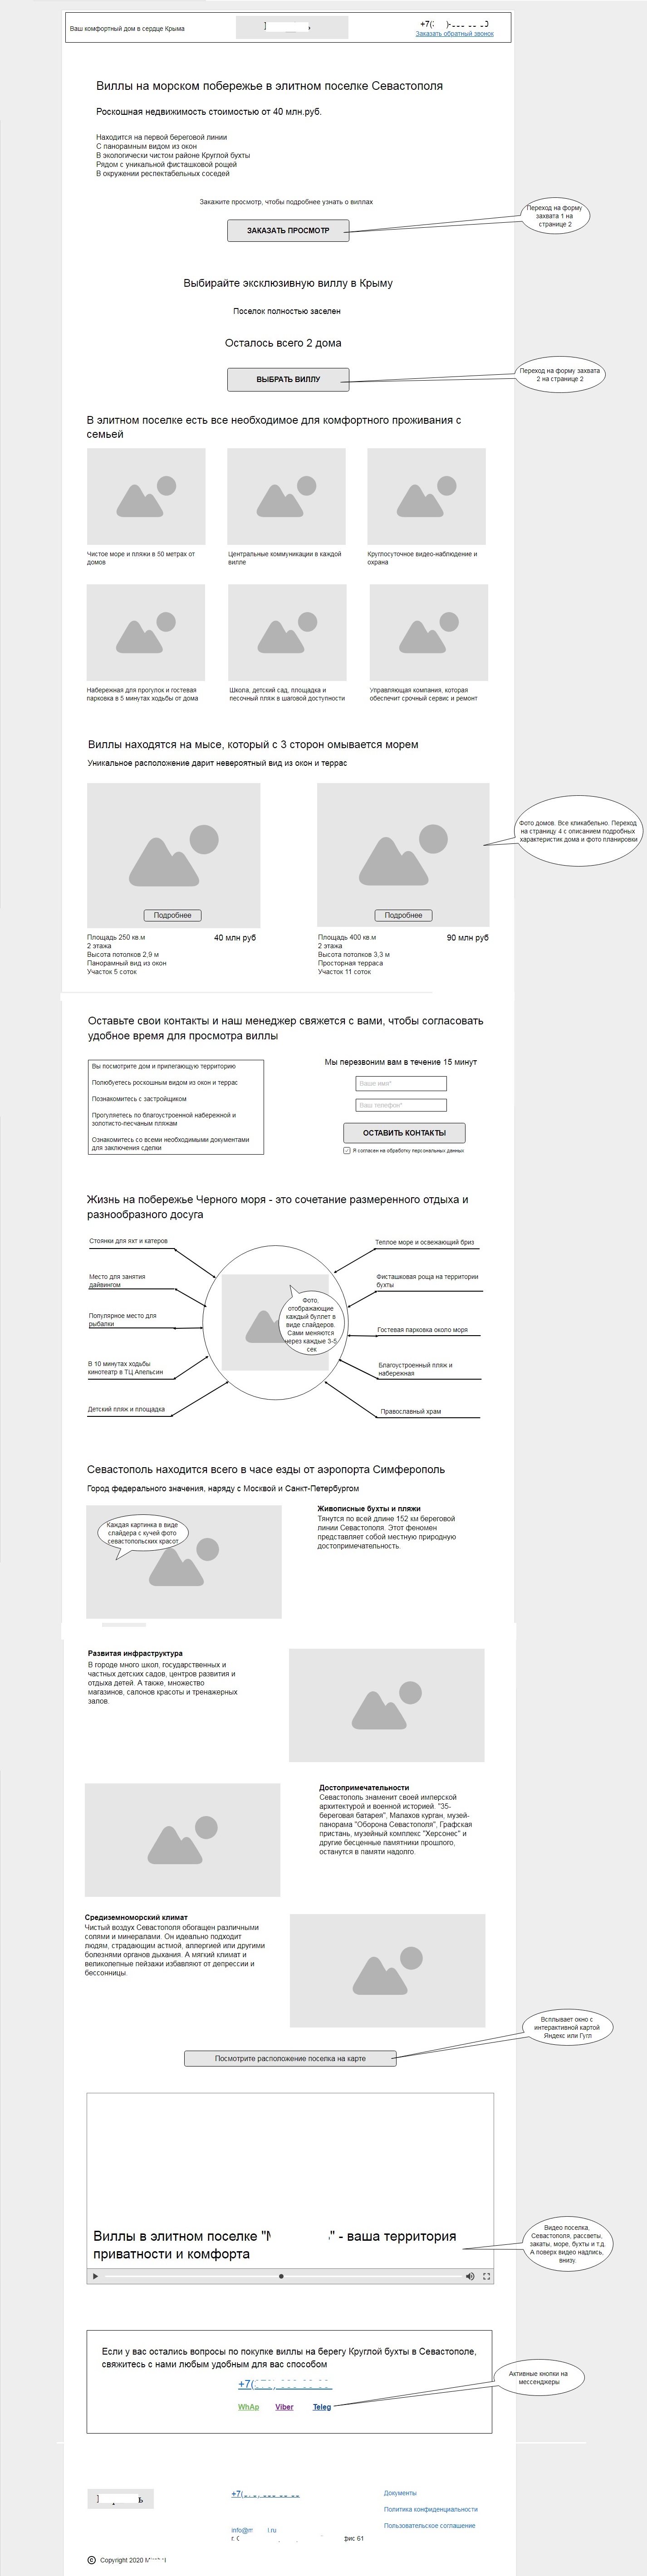 Ваш комфортный дом в сердце Крыма
Заказать обратный звонок
Виллы на морском побережье в элитном поселке Севастополя
Роскошная недвижимость стоимостью от 40 млн.руб.
Находится на первой береговой линии
С панорамным видом из окон
В экологически чистом районе Круглой бухты
Рядом с уникальной фисташковой рощей
В окружении респектабельных соседей
Закажите просмотр, чтобы подробнее узнать о виллах
ЗАКАЗАТЬ ПРОСМОТР
Переход на форму
захвата 1 на
странице 2
Выбирайте эксклюзивную виллу в Крыму
Поселок полностью заселен
Осталось всего 2 дома
ВЫБРАТЬ ВИЛЛУ
Переход на форму захвата
2 на странице 2
В элитном поселке есть все необходимое для комфортного проживания с
семьей
Чистое море и пляжи в 50 метрах от
домов
Центральные коммуникации в каждой
вилле
Круглосуточное видео-наблюдение и
охрана
Набережная для прогулок и гостевая
парковка в 5 минутах ходьбы от дома
Школа, детский сад, площадка и
песочный пляж в шаговой доступности
Управляющая компания, которая
обеспечит срочный сервис и ремонт
Виллы находятся на мысе, который с 3 сторон омывается морем
Уникальное расположение дарит невероятный вид из окон и террас
Фото домов. Все кликабельно. Переход
на страницу 4 с описанием подробных
характеристик дома и фото планировки
Подробнее
Подробнее
Площадь 250 кв.м
2 этажа
Высота потолков 2,9 м
Панорамный вид из окон
Участок 5 соток
40 млн руб
Площадь 400 кв.м
2 этажа
Высота потолков 3,3 м
Просторная терраса
Участок 11 соток
90 млн руб
Оставьте свои контакты и наш менеджер свяжется с вами, чтобы согласовать
удобное время для просмотра виллы
Вы посмотрите дом и прилегающую территорию
Полюбуетесь роскошным видом из окон и террас
Познакомитесь с застройщиком
Прогуляетесь по благоустроенной набережной и
золотисто-песчаным пляжам
Ознакомитесь со всеми необходимыми документами
для заключения сделки
Мы перезвоним вам в течение 15 минут
Ваше имя*
Ваш телефон*
ОСТАВИТЬ КОНТАКТЫ
Я согласен на обработку персональных данных
Жизнь на побережье Черного моря - это сочетание размеренного отдыха и
разнообразного досуга
Стоянки для яхт и катеров
Место для занятия
дайвингом
Популярное место для
рыбалки
В 10 минутах ходьбы
кинотеатр в ТЦ Апельсин
Детский пляж и площадка
Фото,
отображающие
каждый буллет в
виде слайдеров.
Сами меняются
через каждые 3-5
сек
Теплое море и освежающий бриз
Фисташковая роща на территории
бухты
Гостевая парковка около моря
Благоустроенный пляж и
набережная
Православный храм
Севастополь находится всего в часе езды от аэропорта Симферополь
Город федерального значения, наряду с Москвой и Санкт-Петербургом
Каждая картинка в виде
слайдера с кучей фото
севастопольских красот
Живописные бухты и пляжи
Тянутся по всей длине 152 км береговой
линии Севастополя. Этот феномен
представляет собой местную природную
достопримечательность.
Развитая инфраструктура
В городе много школ, государственных и
частных детских садов, центров развития и
отдыха детей. А также, множество
магазинов, салонов красоты и тренажерных
залов.
Достопримечательности
Севастополь знаменит своей имперской
архитектурой и военной историей. "35-
береговая батарея", Малахов курган, музей-
панорама "Оборона Севастополя", Графская
пристань, музейный комплекс "Херсонес" и
другие бесценные памятники прошлого,
останутся в памяти надолго.
Средиземноморский климат
Чистый воздух Севастополя обогащен различными
солями и минералами. Он идеально подходит
людям, страдающим астмой, аллергией или другими
болезнями органов дыхания. А мягкий климат и
великолепные пейзажи избавляют от депрессии и
бессонницы.
Всплывает окно с
интерактивной картой
Яндекс или Гугл
Посмотрите расположение поселка на карте
Виллы в элитном поселке " " - ваша территория
приватности и комфорта
Видео поселка,
Севастополя, рассветы,
закаты, море, бухты и т.д.
А поверх видео надпись,
внизу.
Если у вас остались вопросы по покупке виллы на берегу Круглой бухты в Севастополе,
свяжитесь с нами любым удобным для вас способом
+7(
WhAp Viber Teleg
Активные кнопки на
мессенджеры
+7(
Документы
Политика конфиденциальности
Пользовательское соглашение
фис 61
© Copyright 2020